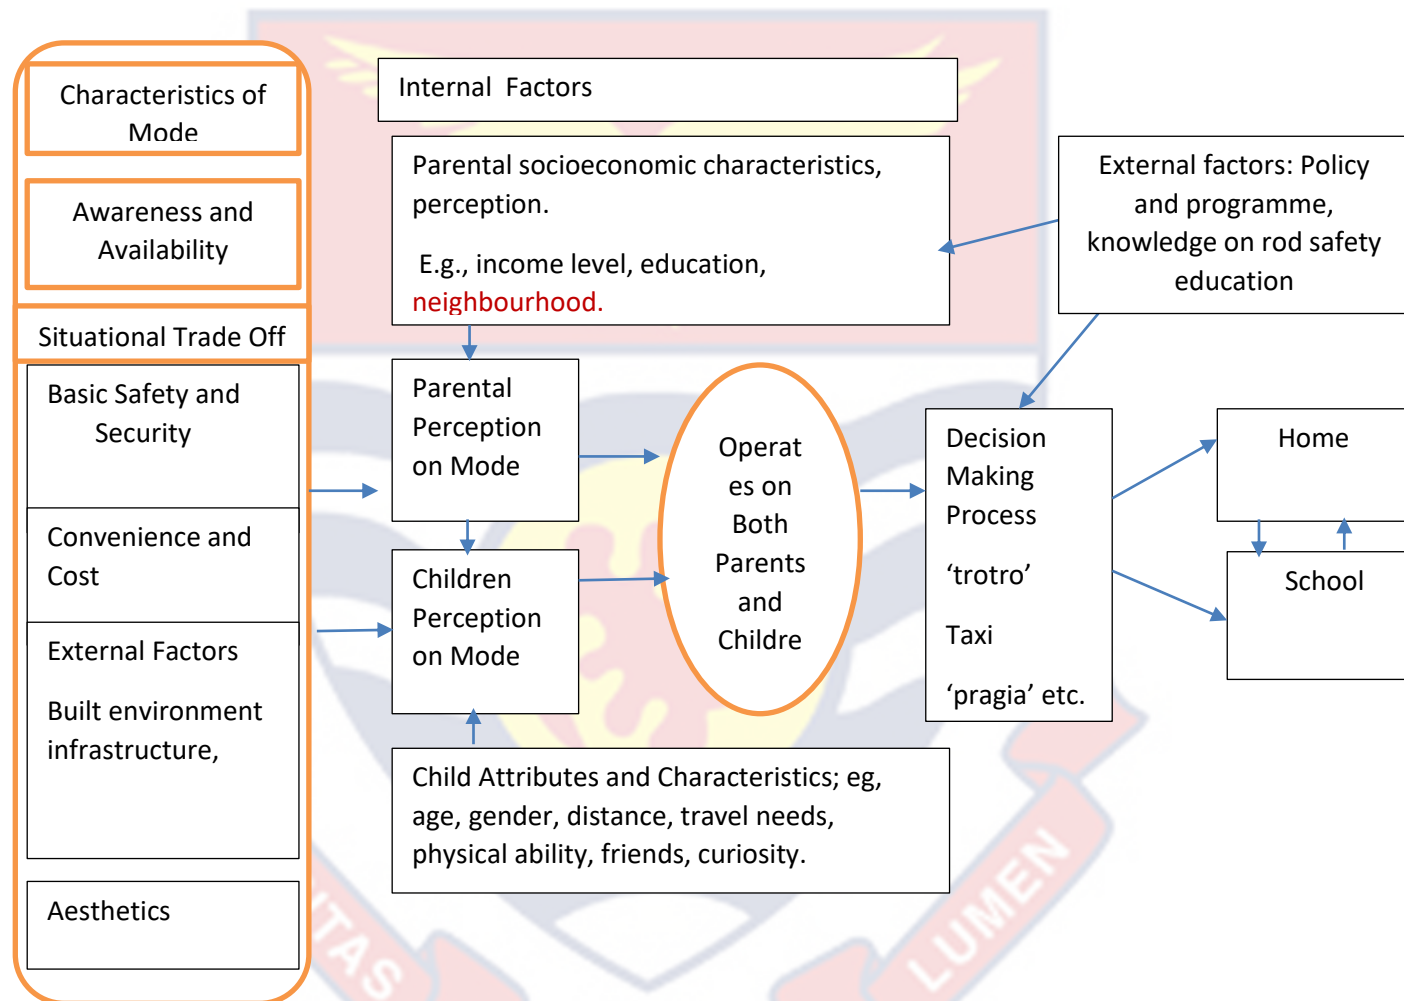 Characteristics of
Mode
Awareness and
Availability
Situational Trade Off
Basic Safety and
Security
Convenience and
Cost
External Factors
Built environment
infrastructure,
Aesthetics
Internal Factors
Parental socioeconomic characteristics,
perception.
E.g., income level, education,
neighbourhood.
Parental
Perception
on Mode
Children
Perception
on Mode
Child Attributes and Characteristics; eg,
age, gender, distance, travel needs,
physical ability, friends, curiosity.
Operat
es on
Both
Parents
and
Childre
External factors: Policy
and programme,
knowledge on rod safety
education
Decision
Making
Process
‘trotro’
Taxi
‘pragia’ etc.
Home
School
LUMEN